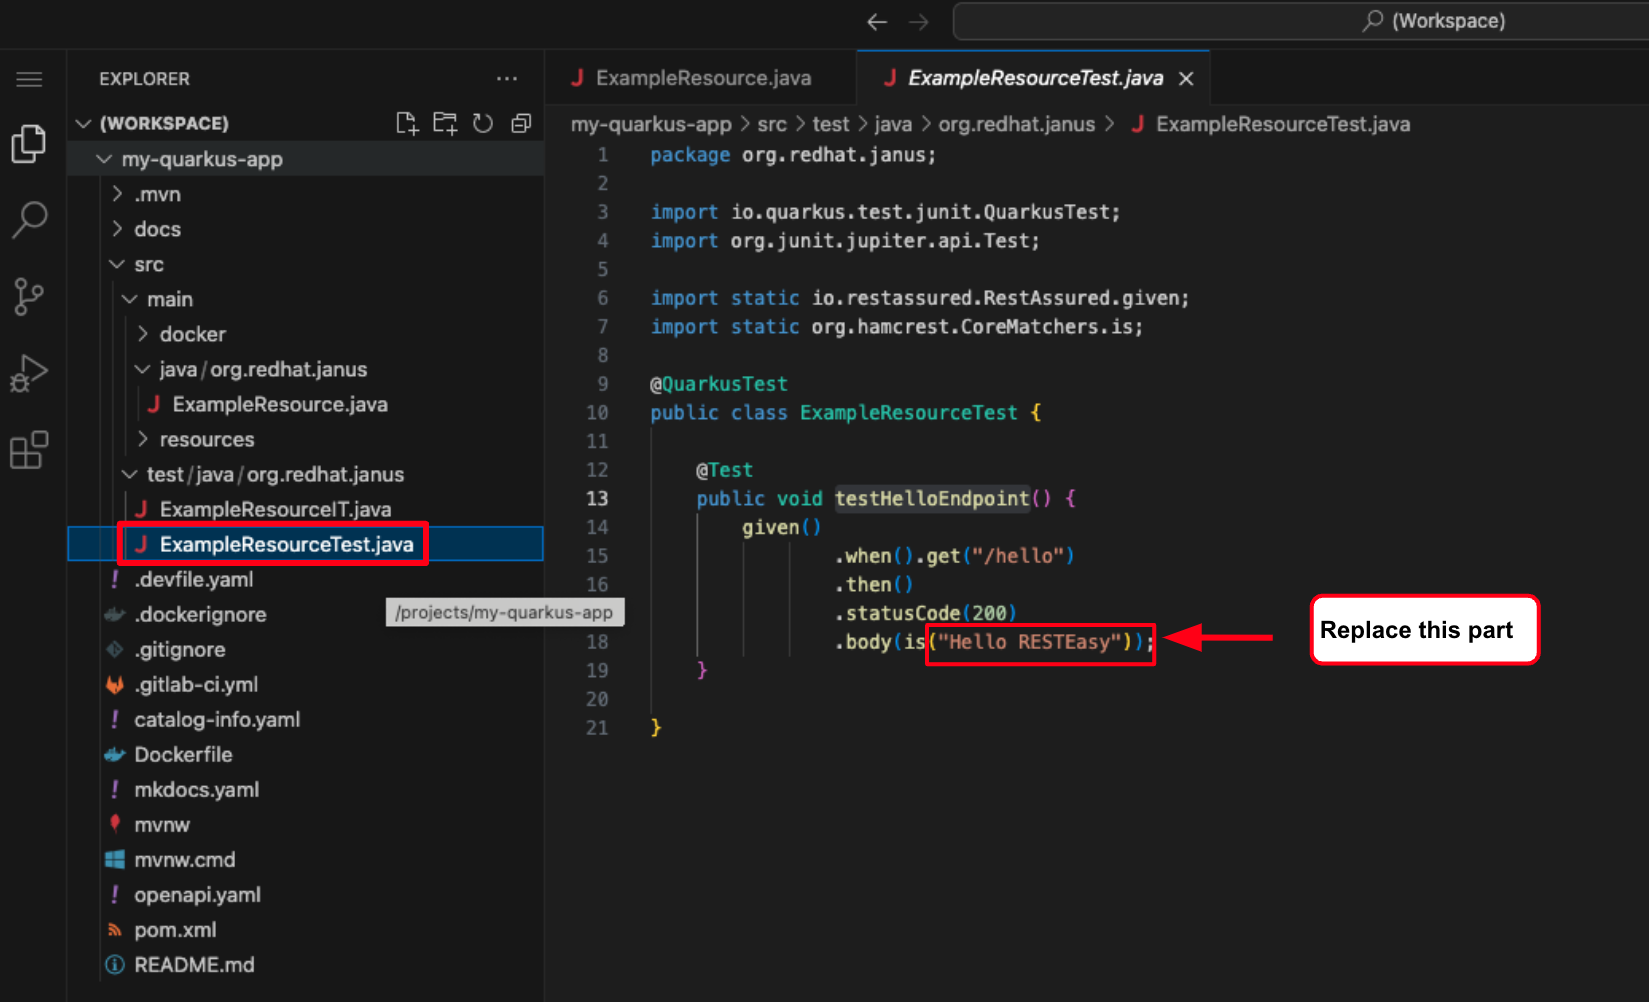 (Workspace)
EXPLORER
(WORKSPACE)
my-quarkus-app
.mvn
docs
src
main
docker
java/org.redhat.janus
ExampleResource.java
resources
test/java/org.redhat.janus
ExampleResourceIT.java
ExampleResourceTest.java
.devfile.yaml
.dockerignore
/projects/my-quarkus-app
.gitignore
.gitlab-ci.yml
catalog-info.yaml
Dockerfile
mkdocs.yaml
mvnw
mvnw.cmd
openapi.yaml
pom.xml
README.md
ExampleResource.java
ExampleResourceTest.java
my-quarkus-app > src > test > java > org.redhat.janus > ExampleResourceTest.java
1 package org.redhat.janus;
2
3 import io.quarkus.test.junit.QuarkusTest;
4 import org.junit.jupiter.api.Test;
5
6 import static io.restassured.RestAssured.given;
7 import static org.hamcrest.CoreMatchers.is;
8
9 @QuarkusTest
10 public class ExampleResourceTest {
11
12 @Test
13 public void testHelloEndpoint() {
14 given()
15 .when().get("/hello")
16 .then()
.statusCode(200)
18 .body(is("Hello RESTEasy"));
19 }
20
21 }
Replace this part